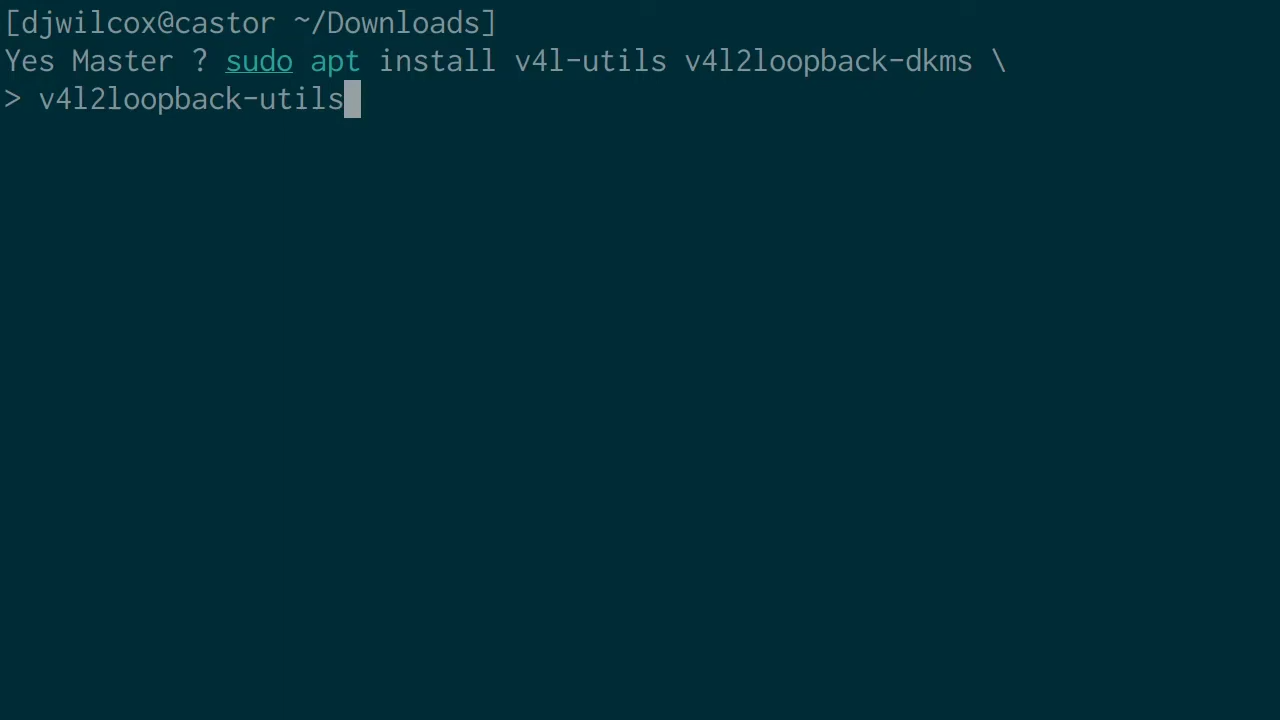 [djwilcox@castor ~/Downloads]
Yes Master ? sudo apt install v4l-utils v4l2loopback-dkms \
> v4l2loopback-utils